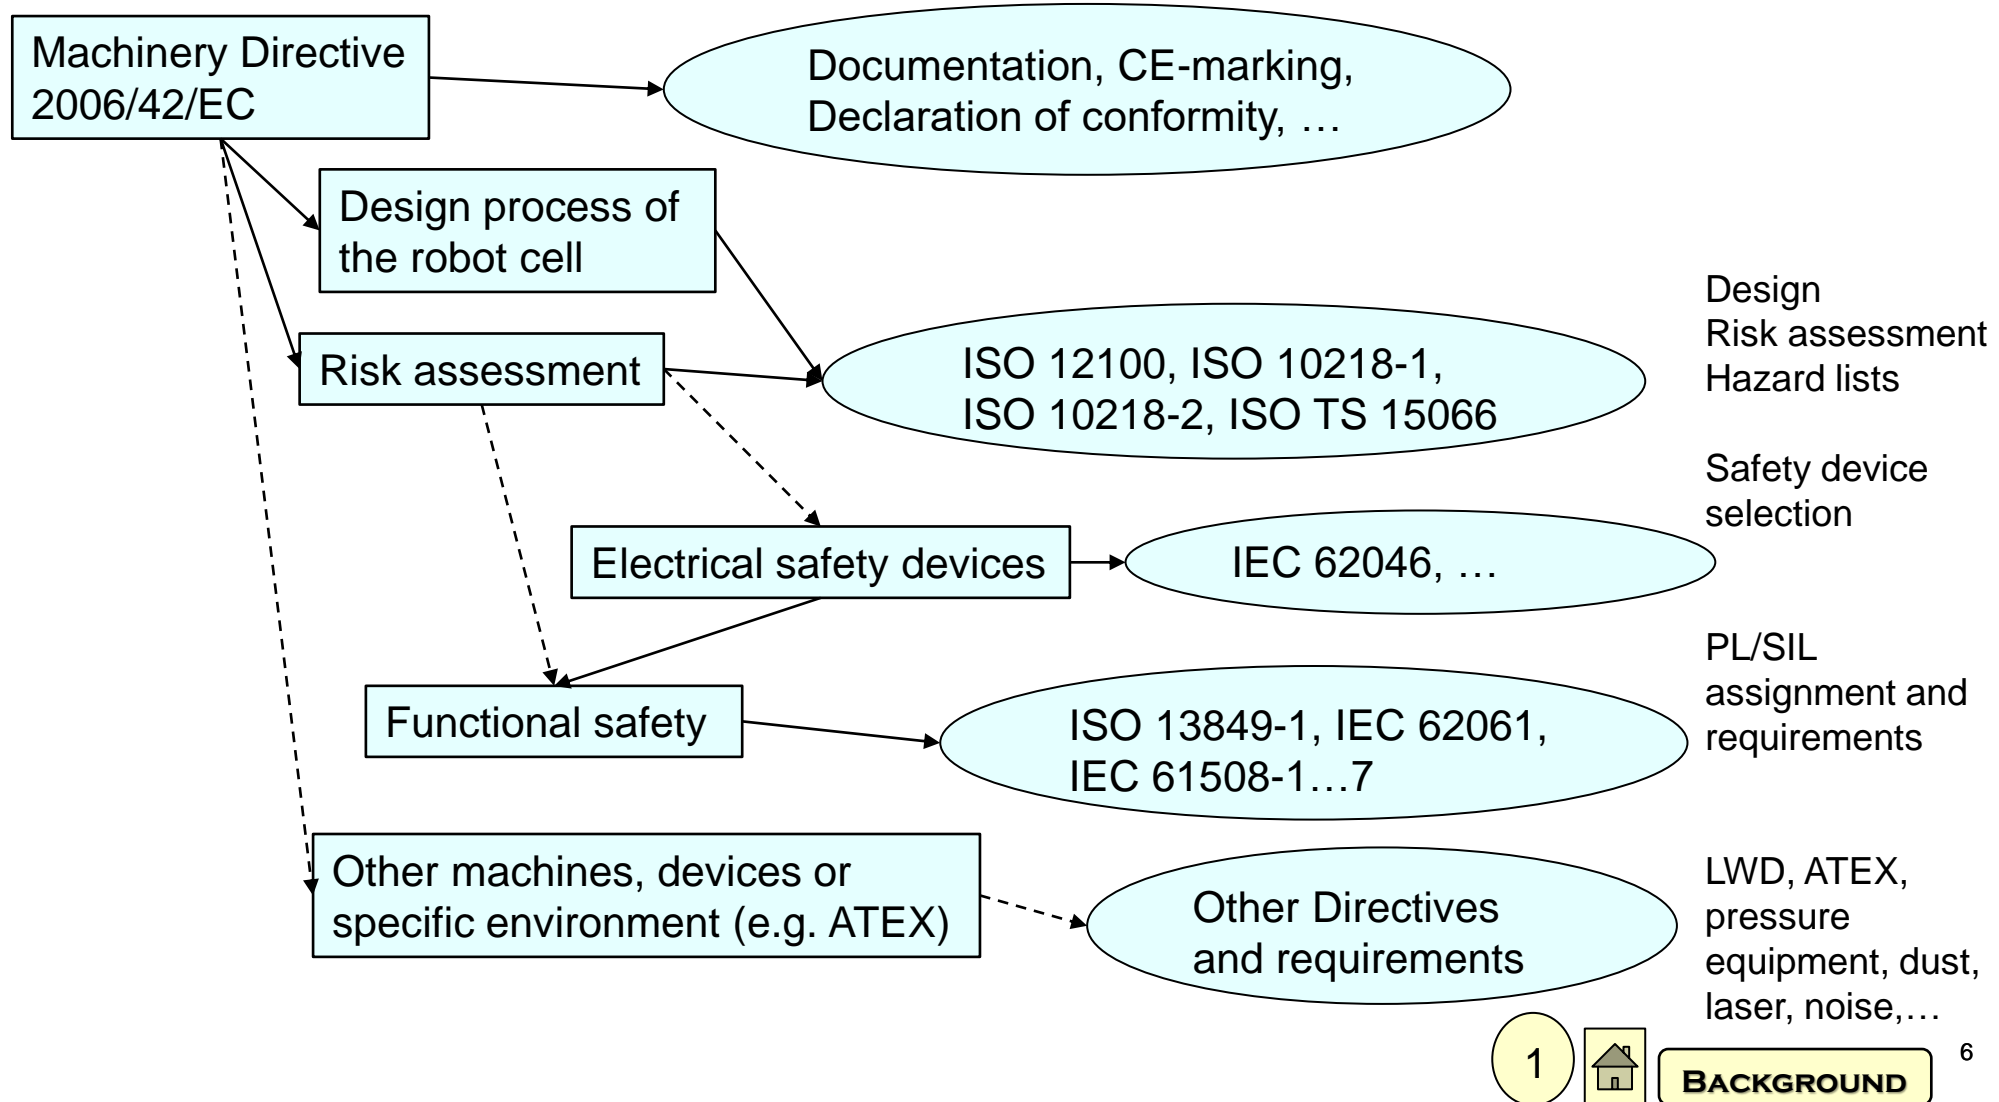 Machinery Directive
2006/42/EC
Documentation, CE-marking,
Declaration of conformity, …
Design process of
the robot cell
Risk assessment
ISO 12100, ISO 10218-1,
ISO 10218-2, ISO TS 15066
Design
Risk assessment
Hazard lists
Electrical safety devices
IEC 62046, …
Safety device
selection
Functional safety
ISO 13849-1, IEC 62061,
IEC 61508-1…7
PL/SIL
assignment and
requirements
Other machines, devices or
specific environment (e.g. ATEX)
Other Directives
and requirements
LWD, ATEX,
pressure
equipment, dust,
laser, noise,…
1
BACKGROUND
6